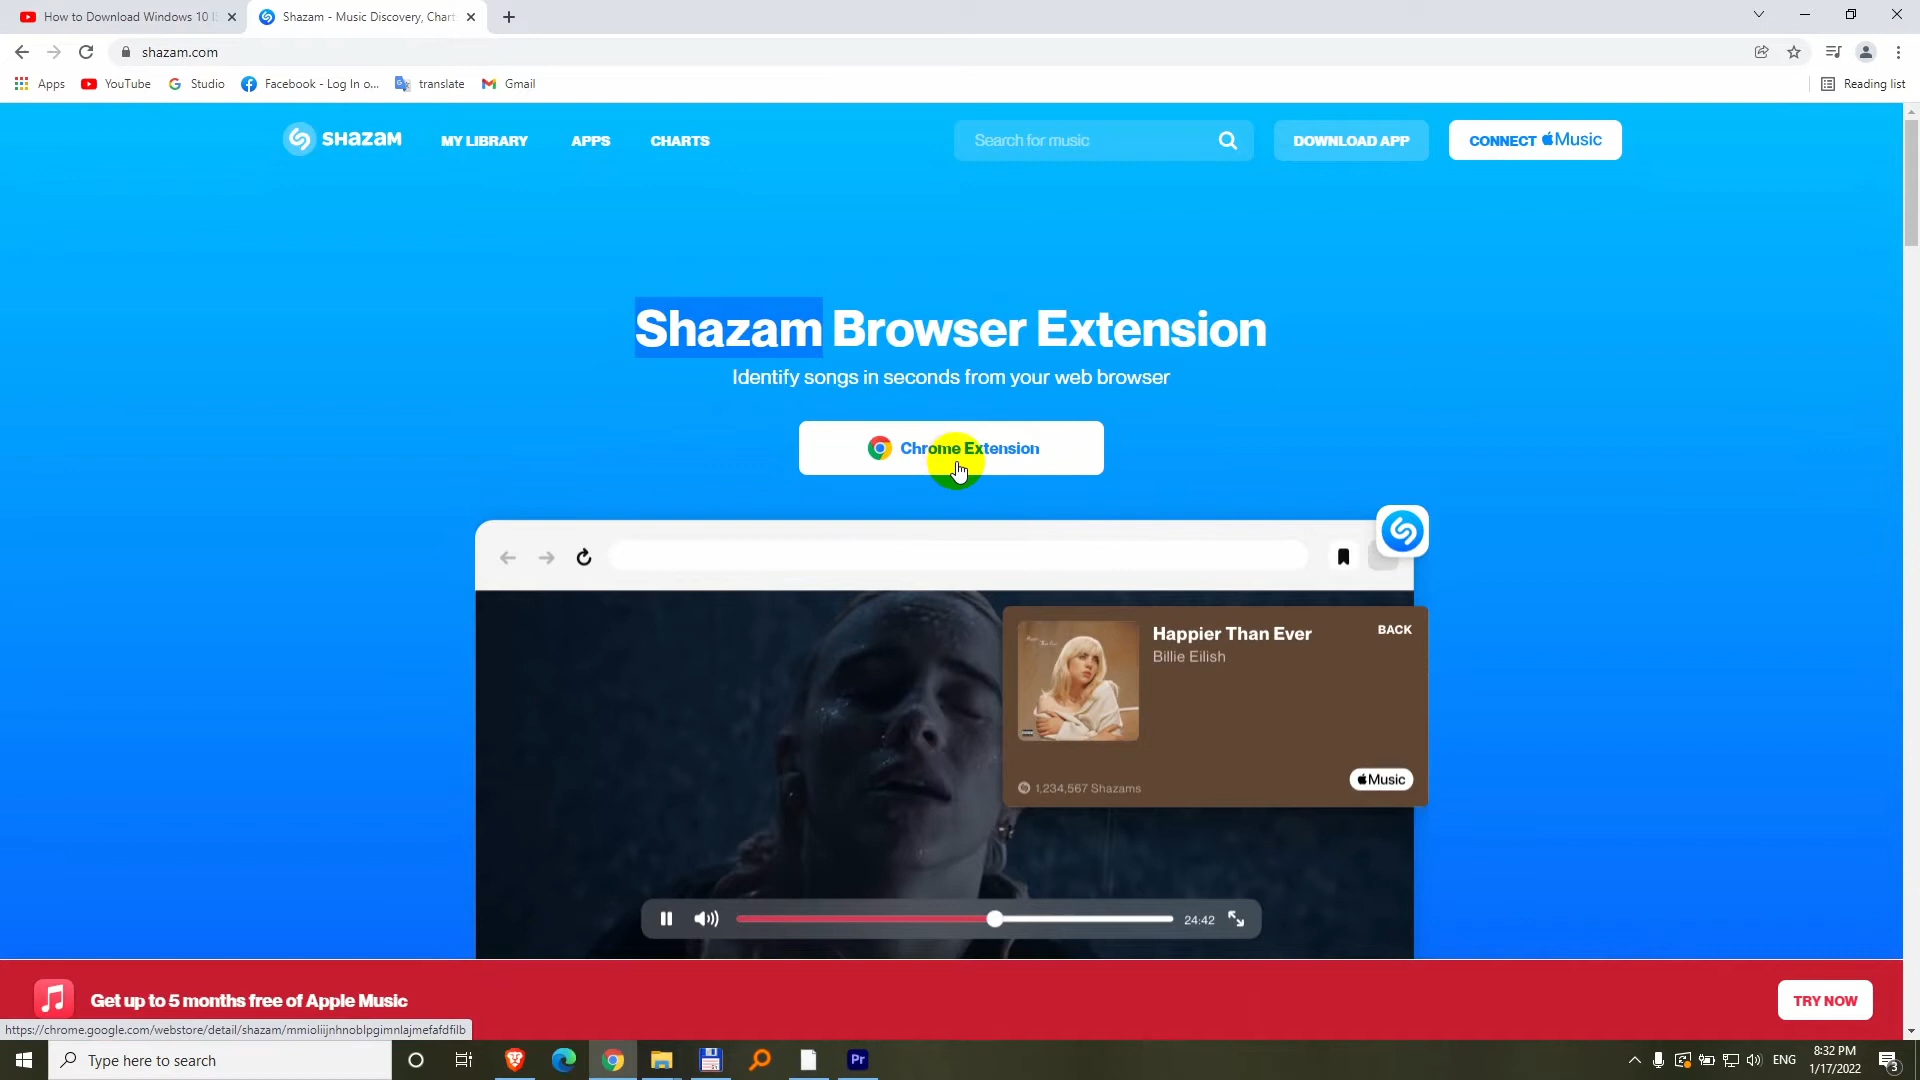 How to Download Windows 10 IS
Shazam - Music Discovery, Chart
shazam.com
Apps
YouTube
Studio
Facebook - Log In o...
translate
Gmail
Reading list
SHAZAM
MY LIBRARY
APPS
CHARTS
Search for music
DOWNLOAD APP
CONNECT Music
Shazam Browser Extension
Identify songs in seconds from your web browser
Chrome Extension
Happier Than Ever
BACK
Billie Eilish
1,234,567 Shazams
Music
24:42
Get up to 5 months free of Apple Music
TRY NOW
https://chrome.google.com/webstore/detail/shazam/mmioliijnhnoblpgimnlajmefafdfilb
Type here to search
Pr
ENG
8:32 PM
1/17/2022
3